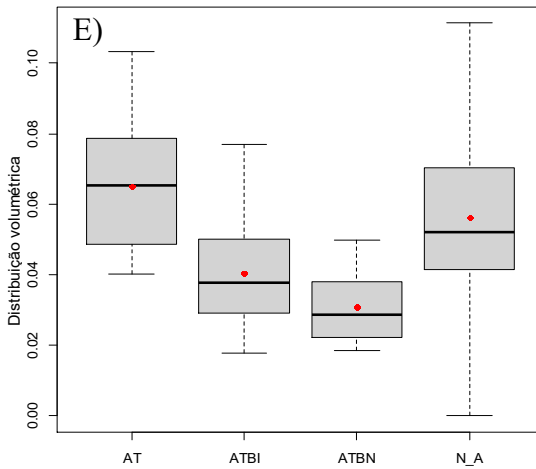 E)
Distribuição volumétrica
0.10
0.08
0.06
0.04
0.02
0.00
AT ATBI ATBN N_A